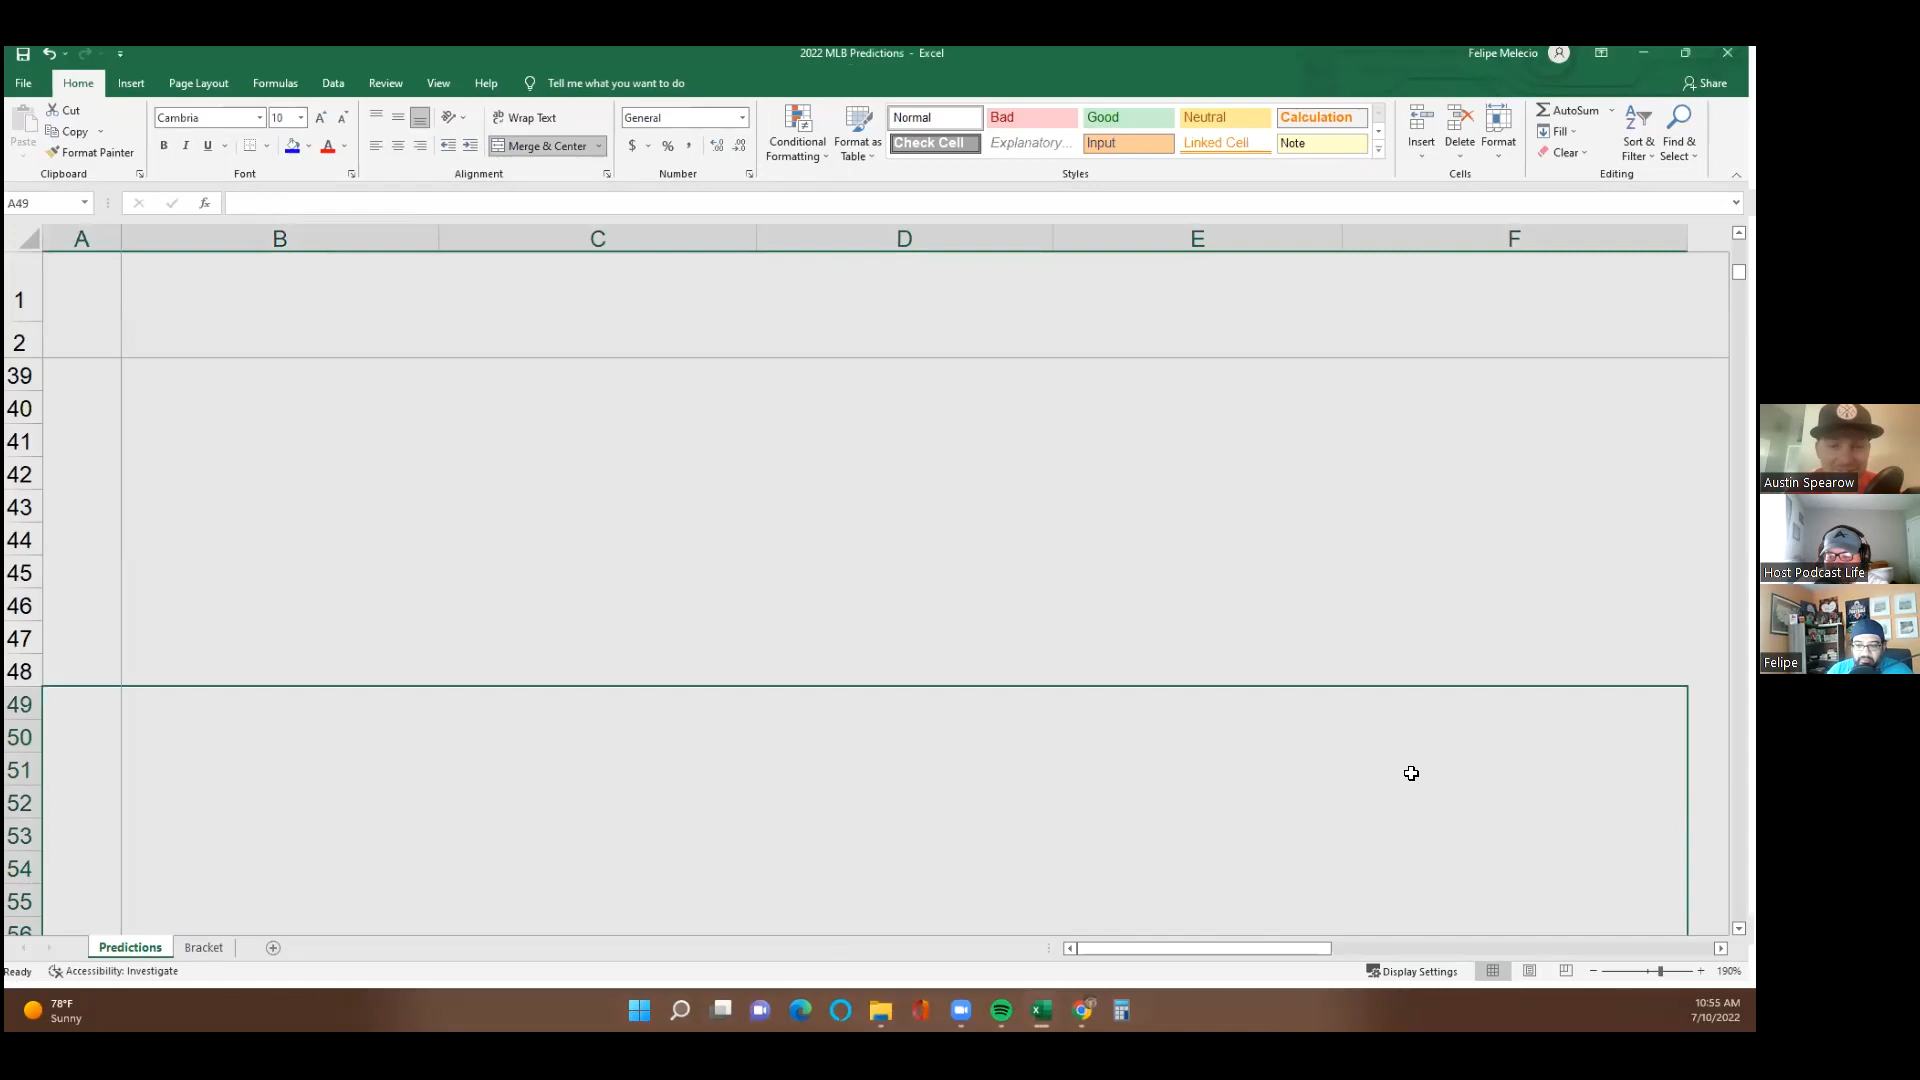 2022 MLB Predictions - Excel
Felipe Melecio
File Home Insert Page Layout Formulas Data Review View Help Tell me what you want to do
Share
Paste
Cut
Copy
Format Painter
Clipboard
Cambria 10
B I U A
Font
Wrap Text
Merge & Center
Alignment
General
$ % ,
Number
Conditional Formatting
Format as Table
Normal Bad Good Neutral Calculation
Check Cell Explanatory... Input Linked Cell Note
Styles
Insert Delete Format
Cells
AutoSum
Fill
Clear
Sort & Filter
Find & Select
Editing
A49
fx
A B C D E F
1
2
39
40
41
42
43
44
45
46
47
48
49
50
51
52
53
54
55
56
Austin Spearow
Host Podcast Life
Felipe
Predictions Bracket
Ready Accessibility: Investigate
Display Settings
190%
78°F
Sunny
10:55 AM
7/10/2022